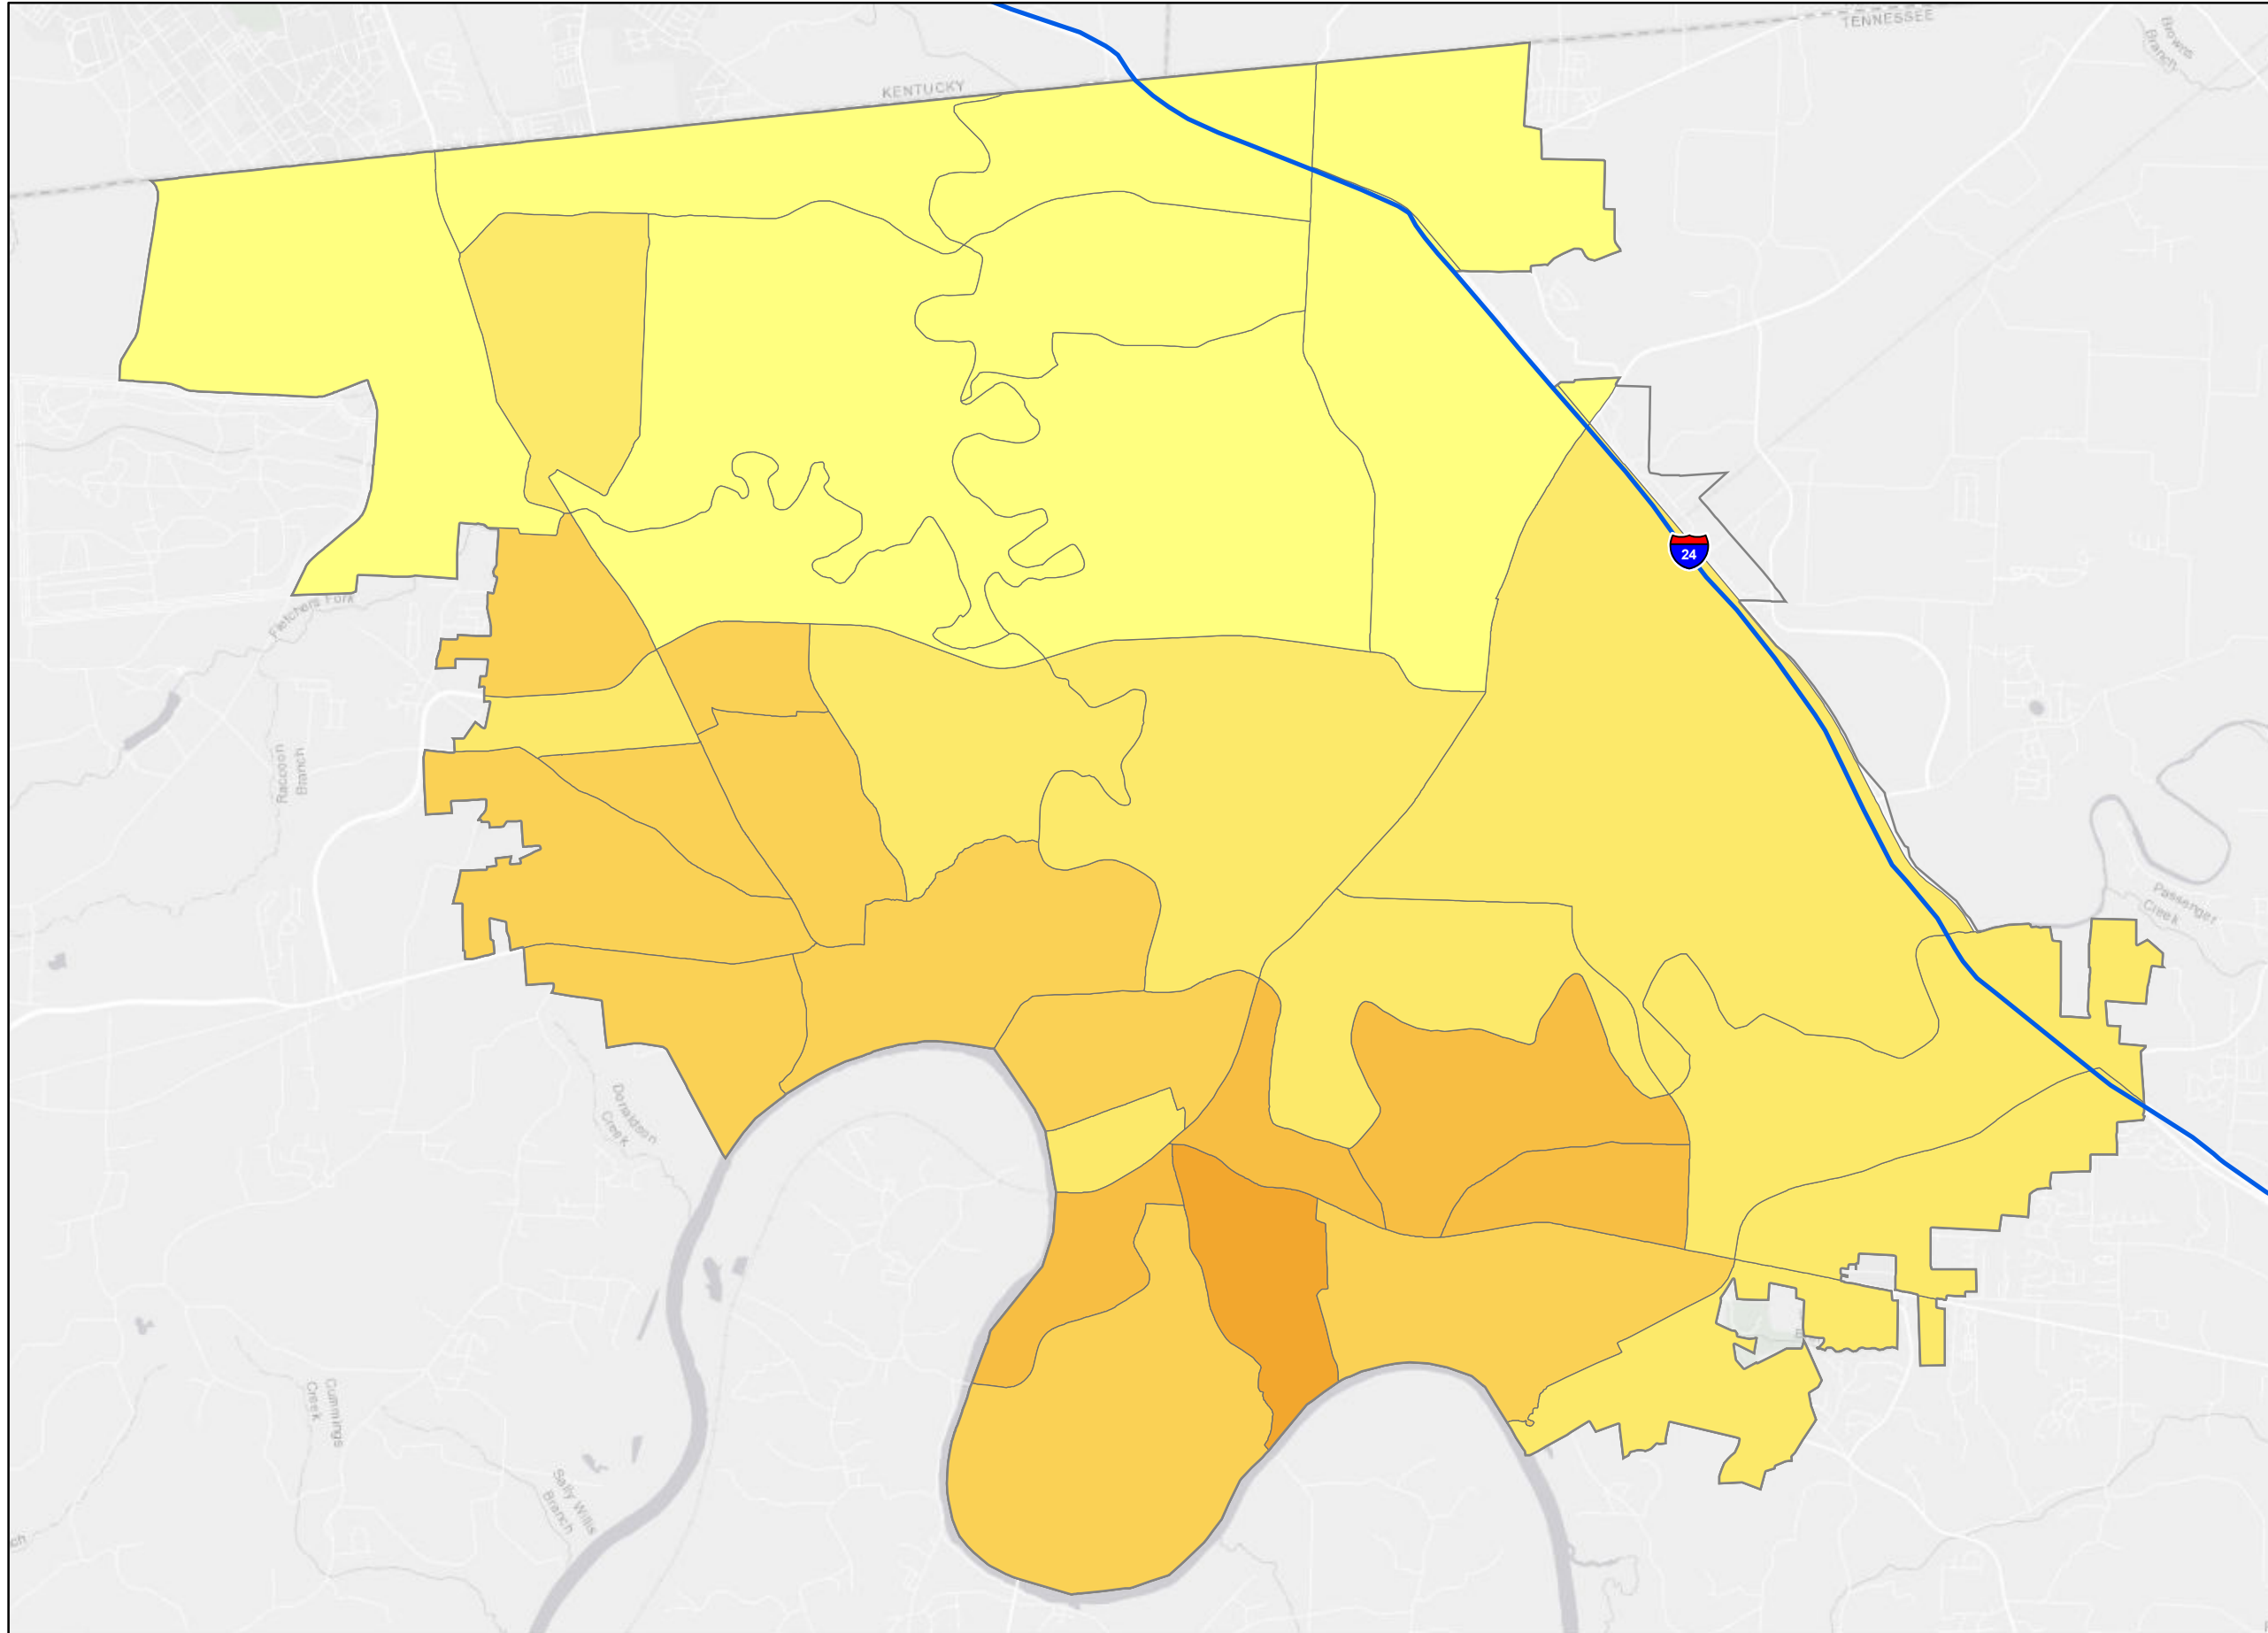 TENNESSEE
Browns
Branch
KENTUCKY
24
Fletchers Fork
Raccoon
Branch
Passenger
Creek
Donaldson
Creek
Cummings
Creek
Sally Willis
Branch